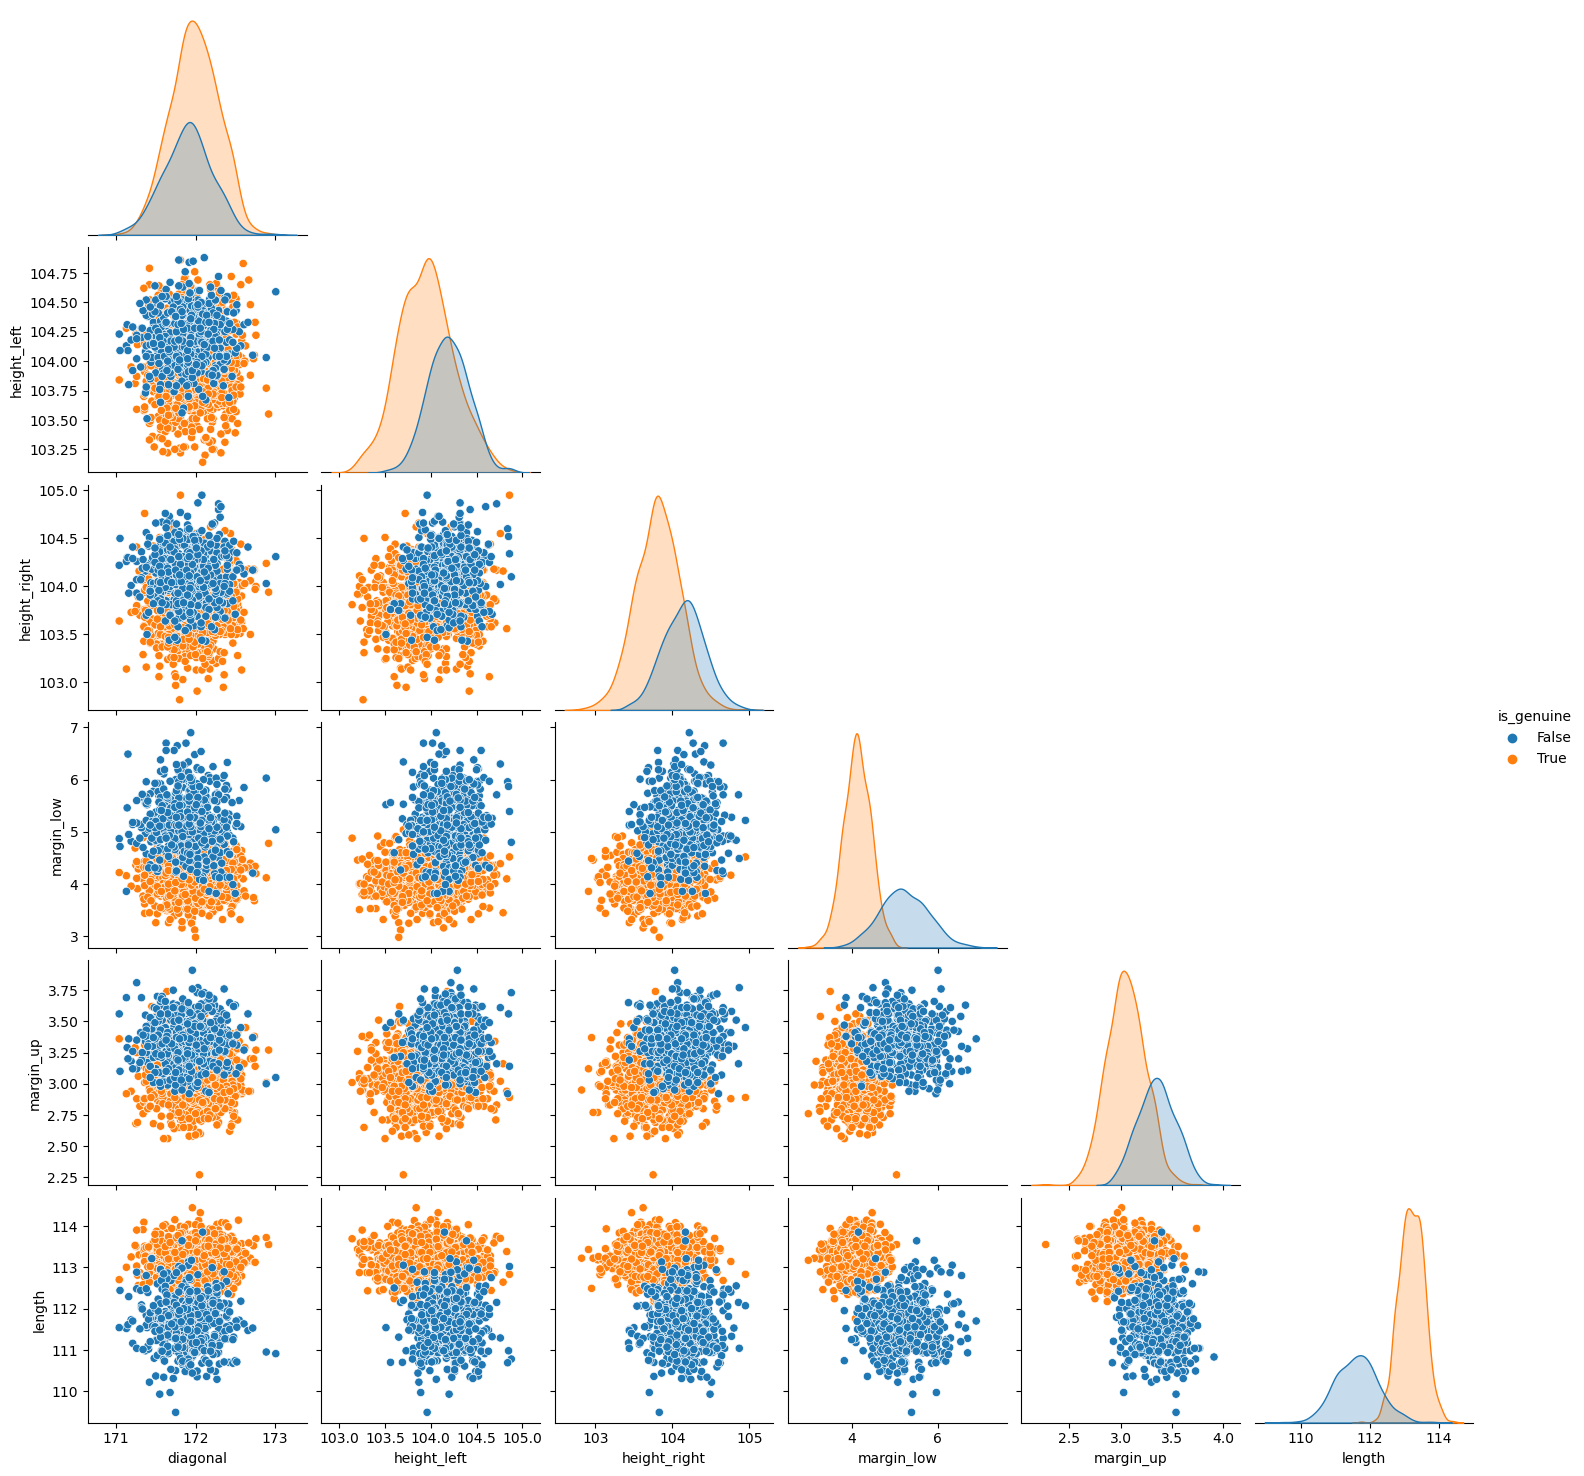 104.75
104.50
104.25
104.00
103.75
103.50
103.25
height_left
105.0
104.5
104.0
103.5
103.0
height_right
7
6
5
4
3
margin_low
is_genuine
False
True
3.75
3.50
3.25
3.00
2.75
2.50
2.25
margin_up
114
113
112
111
110
length
171 172 173
diagonal
103.0 103.5 104.0 104.5 105.0
height_left
103 104 105
height_right
4 6
margin_low
2.5 3.0 3.5 4.0
margin_up
110 112 114
length